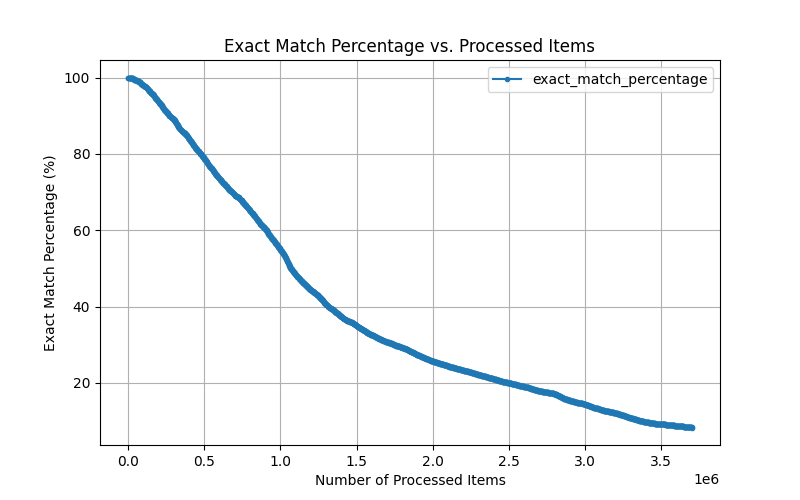 Exact Match Percentage vs. Processed Items
exact_match_percentage
Exact Match Percentage (%)
100
80
60
40
20
0.0 0.5 1.0 1.5 2.0 2.5 3.0 3.5
1e6
Number of Processed Items